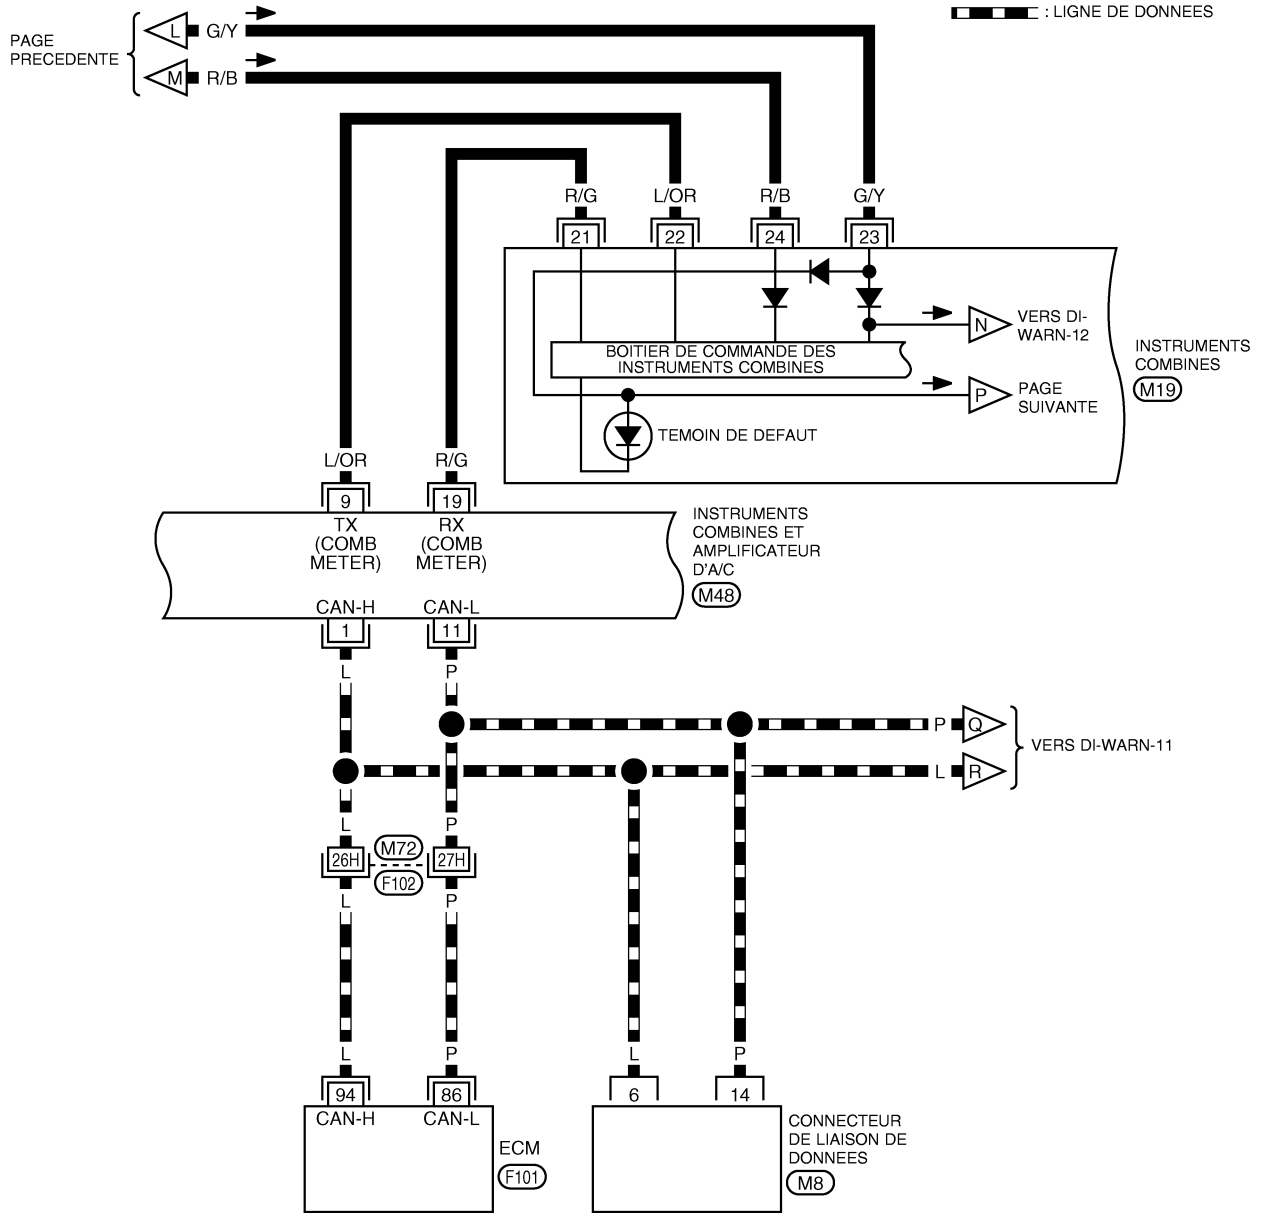 : LIGNE DE DONNEES
PAGE
PRECEDENTE
L G/Y
M R/B
R/G L/OR R/B G/Y
21 22 24 23
N VERS DI-
WARN-12
BOITIER DE COMMANDE DES
INSTRUMENTS COMBINES
INSTRUMENTS
COMBINES
M19
P PAGE
SUIVANTE
TEMOIN DE DEFAUT
L/OR R/G
9 19
TX RX
(COMB (COMB
METER) METER)
CAN-H CAN-L
1 11
INSTRUMENTS
COMBINES ET
AMPLIFICATEUR
D'A/C
M48
L P
P Q
L R
VERS DI-WARN-11
L P
26H M72 27H
F102
L P
L P L P
94 86 6 14
CAN-H CAN-L
ECM
F101
CONNECTEUR
DE LIAISON DE
DONNEES
M8